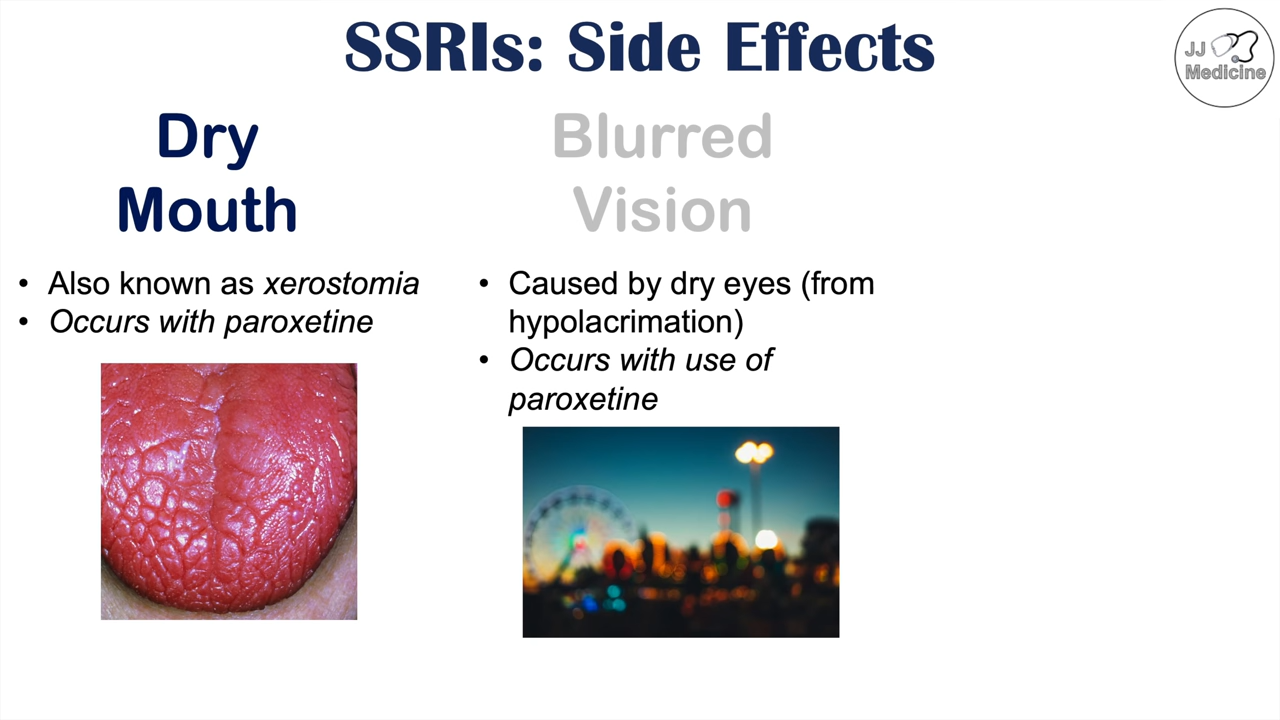 SSRIs: Side Effects
JJ
Medicine
Dry
Mouth
• Also known as xerostomia
• Occurs with paroxetine
Blurred
Vision
• Caused by dry eyes (from
hypolacrimation)
• Occurs with use of
paroxetine